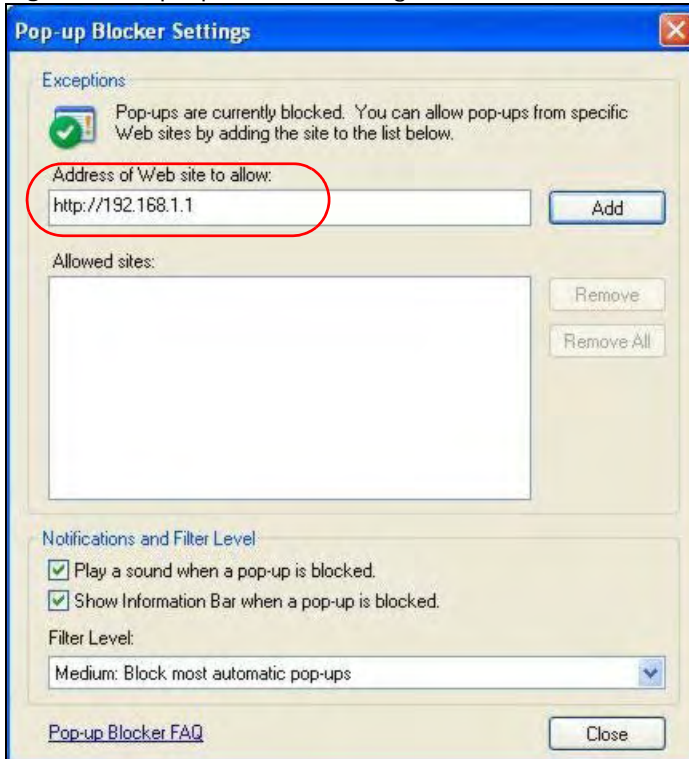 Pop-up Blocker Settings
Exceptions
Pop-ups are currently blocked. You can allow pop-ups from specific
Web sites by adding the site to the list below.
Address of Web site to allow:
http://192.168.1.1
Add
Allowed sites:
Remove
Remove All
Notifications and Filter Level
Play a sound when a pop-up is blocked.
Show Information Bar when a pop-up is blocked.
Filter Level:
Medium: Block most automatic pop-ups
Pop-up Blocker FAQ
Close